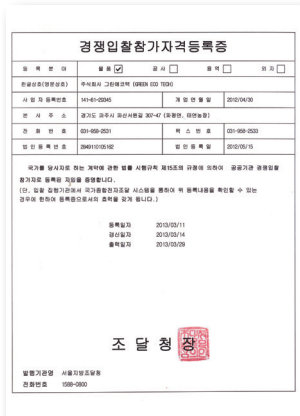 경쟁입찰참가자격등록증
등 록 분 야 물품 공사 용역 외자
한글상호(영문상호) 주식회사 그린에코텍 (GREEN ECO TECH)
사업자등록번호 141-81-29345 개업연월일 2012/04/30
본 사 주 소 경기도 파주시 파산서원길 307-47 (파평면, 태연농장)
전 화 번 호 031-958-2531 팩 스 번 호 031-958-2533
법인등록번호 2849110105162 법인등록일 2012/05/15
국가를 당사자로 하는 계약에 관한 법률 시행규칙 제15조의 규정에 의하여 공공기관 경쟁입찰
참가자로 등록된 자임을 증명합니다.
(단, 입찰 집행기관에서 국가종합전자조달 시스템을 통하여 위 등록내용을 확인할 수 있는
경우에 한하여 등록증으로서의 효력을 갖게 됩니다.)
등록일자 2013/03/11
갱신일자 2013/03/14
출력일자 2013/03/29
조 달 청 장
발행기관명 서울지방조달청
전화번호 1588-0800